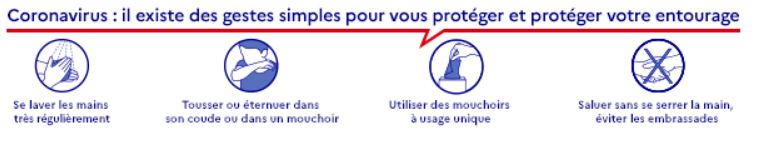 Coronavirus : il existe des gestes simples pour vous protéger et protéger votre entourage
Se laver les mains
très régulièrement
Tousser ou éternuer dans
son coude ou dans un mouchoir
Utiliser des mouchoirs
à usage unique
Saluer sans se serrer la main,
éviter les embrassades